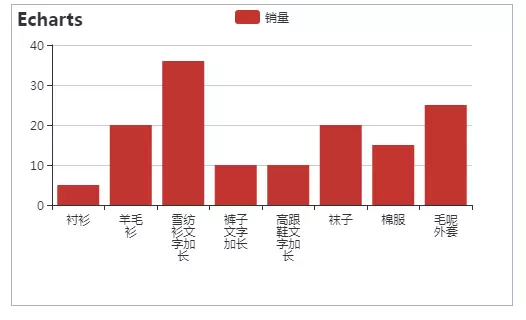 Echarts
销量
40
30
20
10
0
衬衫
羊毛
衫
雪纺
衫文
字加
长
裤子
文字
加长
高跟
鞋文
字加
长
袜子
棉服
毛呢
外套